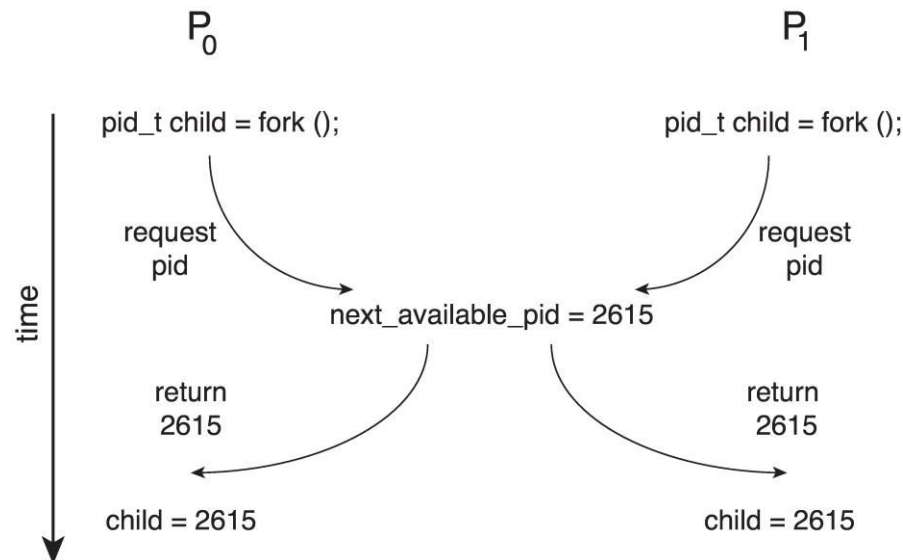 P0
P1
pid_t child = fork ();
pid_t child = fork ();
request
pid
request
pid
next_available_pid = 2615
time
return
2615
return
2615
child = 2615
child = 2615